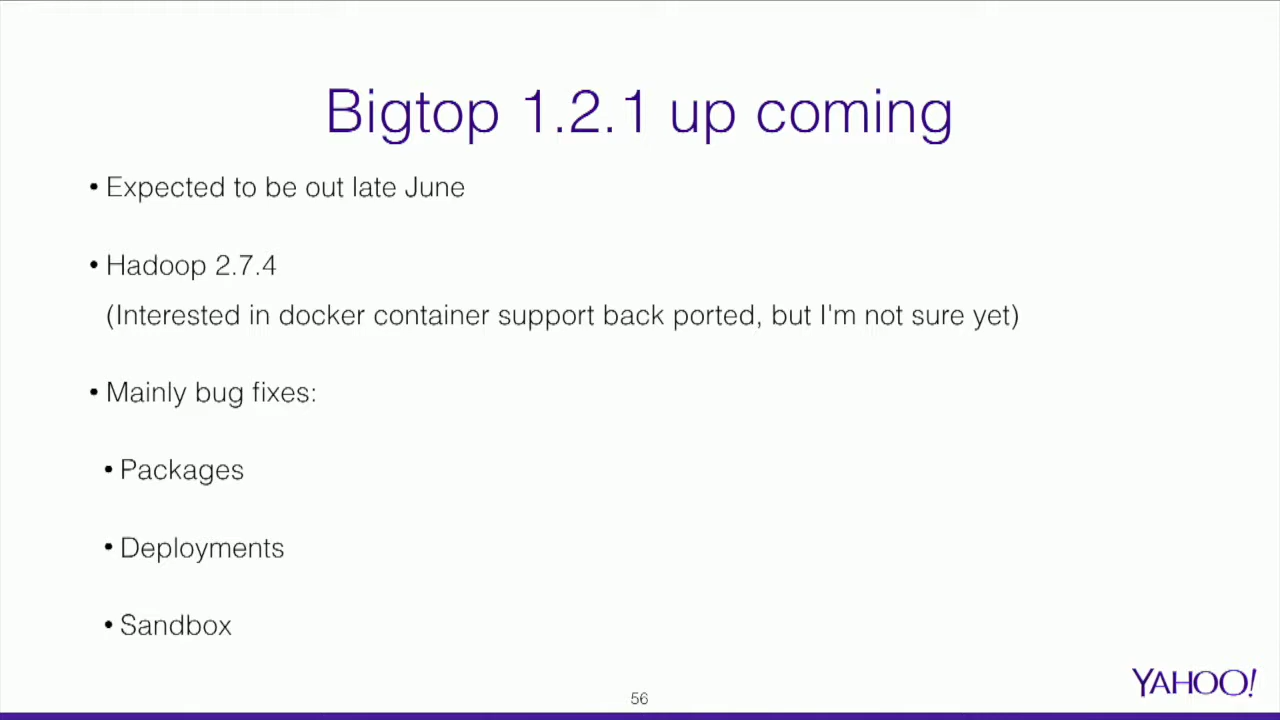 Bigtop 1.2.1 up coming
• Expected to be out late June
• Hadoop 2.7.4
(Interested in docker container support back ported, but I'm not sure yet)
• Mainly bug fixes:
• Packages
• Deployments
• Sandbox
YAHOO!
56